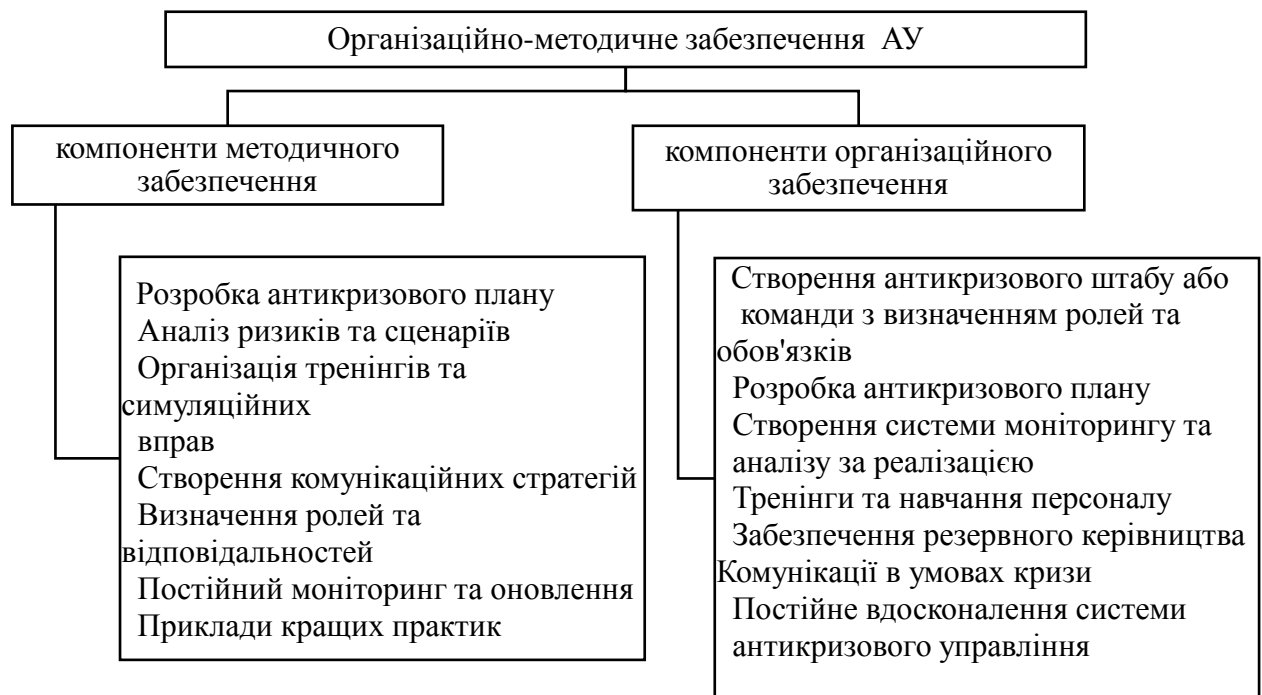 Організаційно-методичне забезпечення АУ
компоненти методичного
забезпечення
компоненти організаційного
забезпечення
Розробка антикризового плану
Аналіз ризиків та сценаріїв
Організація тренінгів та
симуляційних
вправ
Створення комунікаційних стратегій
Визначення ролей та
відповідальностей
Постійний моніторинг та оновлення
Приклади кращих практик
Створення антикризового штабу або
команди з визначенням ролей та
обов'язків
Розробка антикризового плану
Створення системи моніторингу та
аналізу за реалізацією
Тренінги та навчання персоналу
Забезпечення резервного керівництва
Комунікації в умовах кризи
Постійне вдосконалення системи
антикризового управління